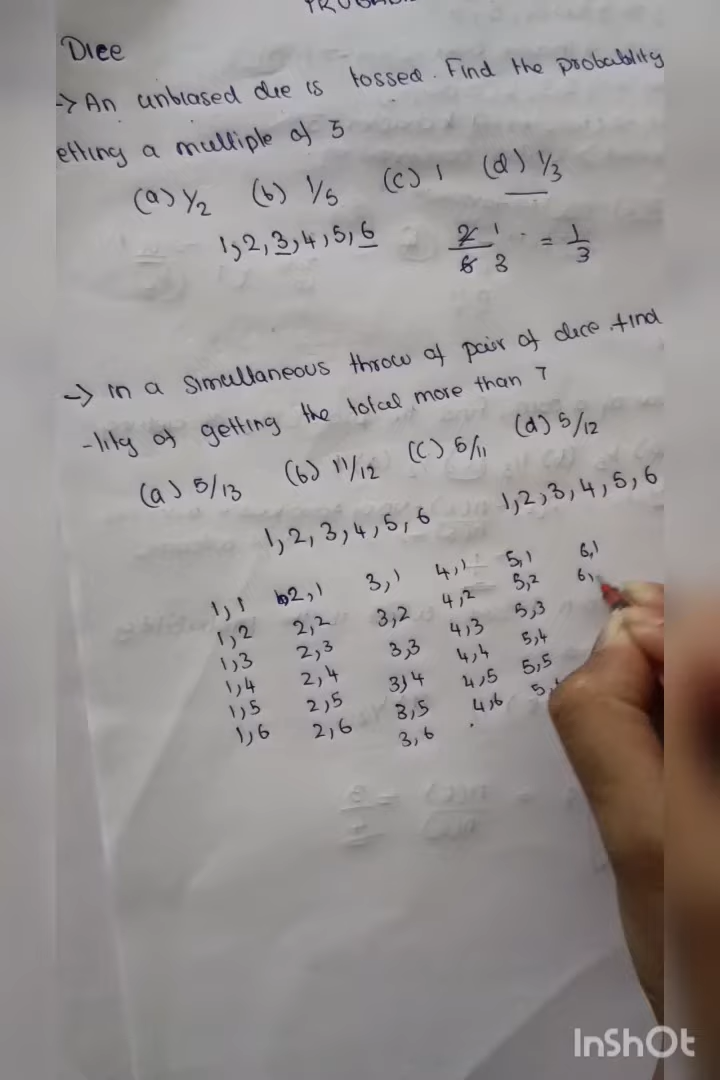 Dice
-> An unbiased die is tossed. Find the probability
etting a multiple of 3
(a) 1/2 (b) 1/5 (c) 1 (d) 1/3
1,2,3,4,5,6 2/6 1 3 = 1/3
-> in a simultaneous throw of pair of dice. find
-lity of getting the total more than 7
(a) 5/13 (b) 11/12 (c) 5/11 (d) 5/12
1,2,3,4,5,6 1,2,3,4,5,6
1,1 2,1 3,1 4,1 5,1 6,1
1,2 2,2 3,2 4,2 5,2 6,
1,3 2,3 3,3 4,3 5,3
1,4 2,4 3,4 4,4 5,4
1,5 2,5 3,5 4,5 5,5
1,6 2,6 3,6 4,6 5,
InShOt